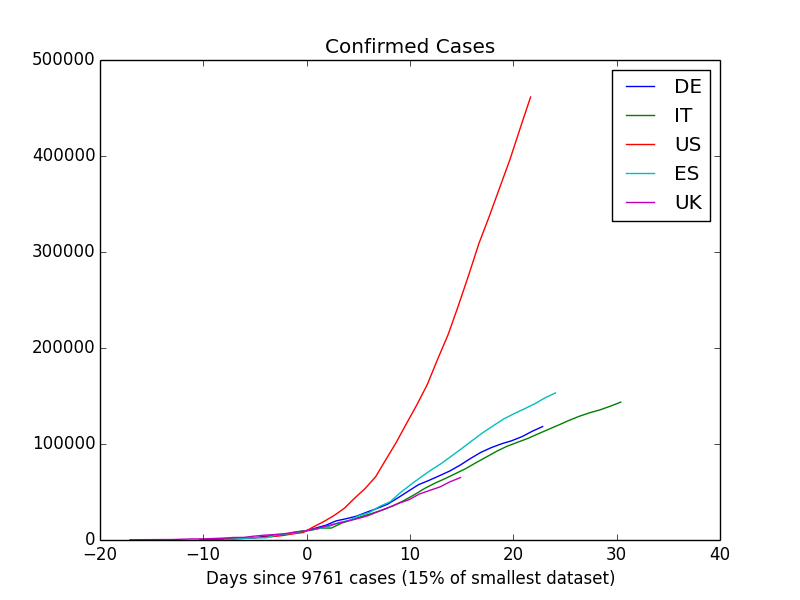 Confirmed Cases
500000
400000
300000
200000
100000
0
−20
−10
0
10
20
30
40
Days since 9761 cases (15% of smallest dataset)
DE
IT
US
ES
UK